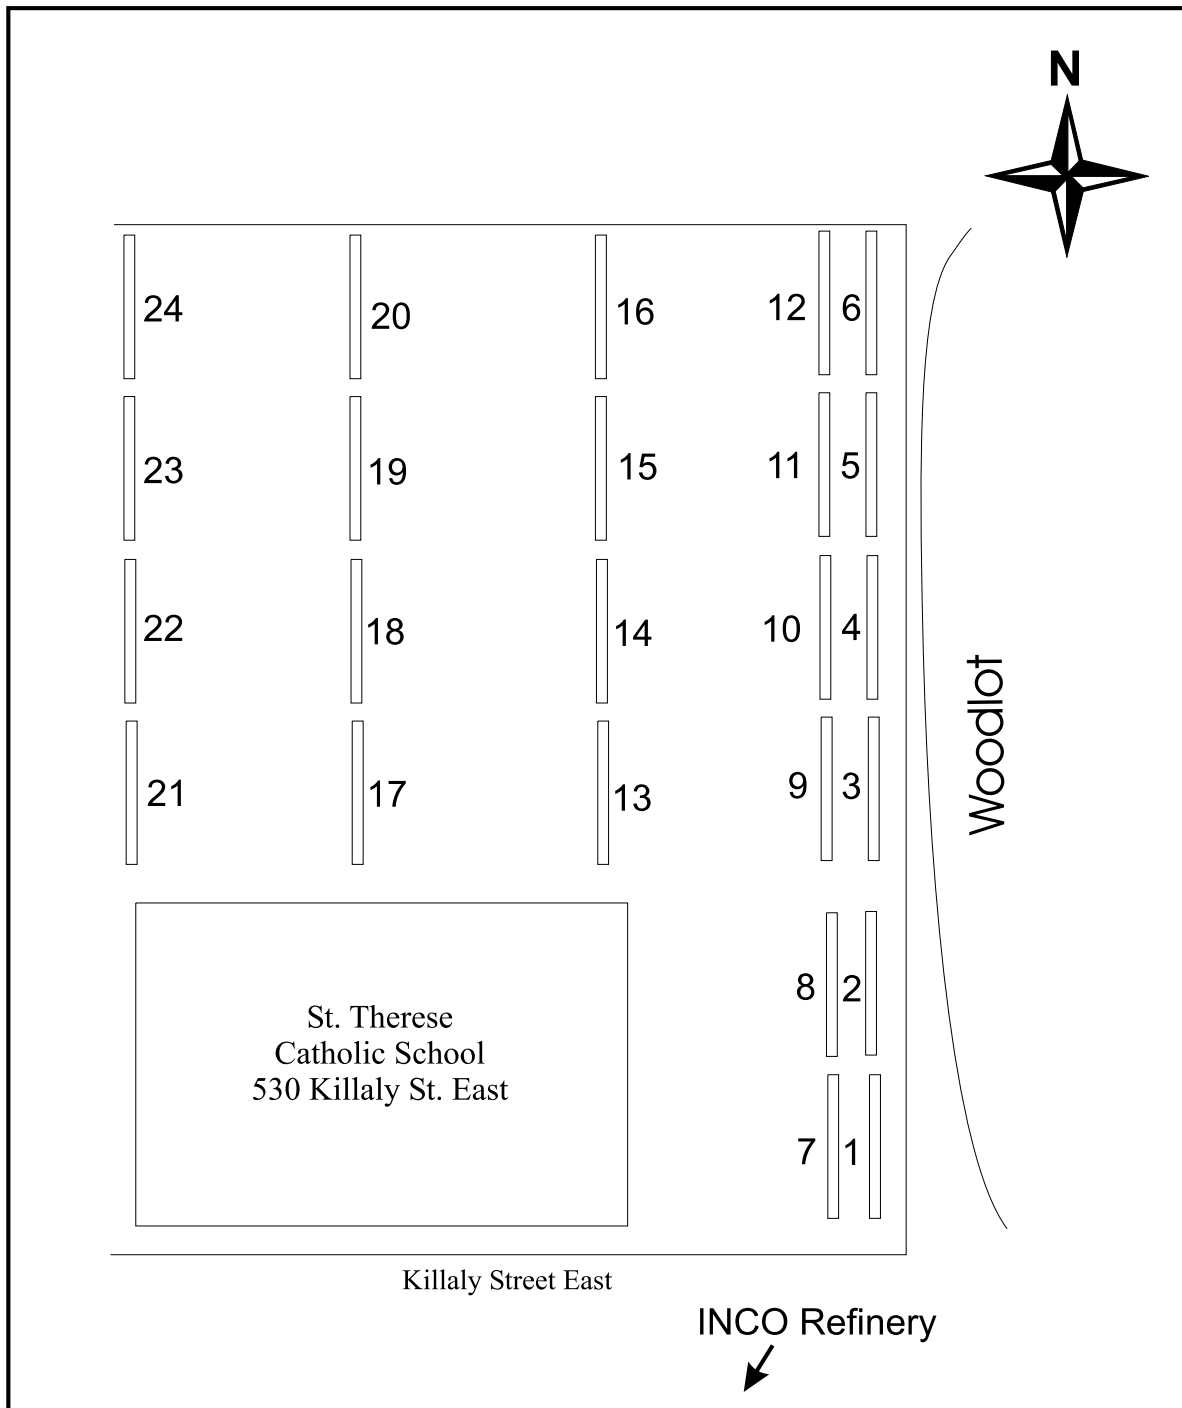 N
24 20 16 12 6
23 19 15 11 5
22 18 14 10 4
21 17 13 9 3
Woodlot
8 2
St. Therese
Catholic School
530 Killaly St. East
7 1
Killaly Street East
INCO Refinery